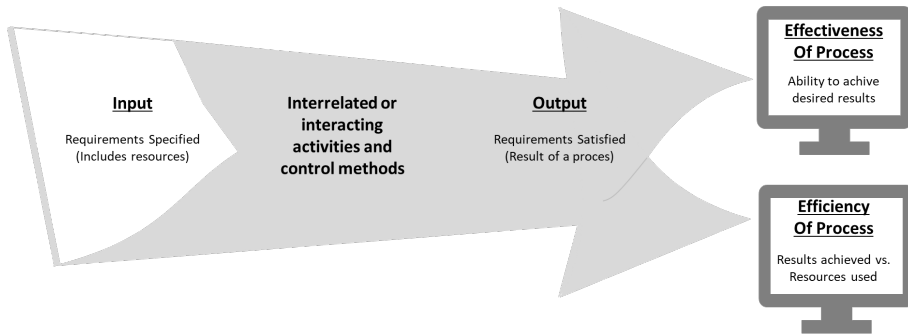 Input
Requirements Specified
(Includes resources)
Interrelated or
interacting
activities and
control methods
Output
Requirements Satisfied
(Result of a proces)
Effectiveness
Of Process
Ability to achive
desired results
Efficiency
Of Process
Results achieved vs.
Resources used